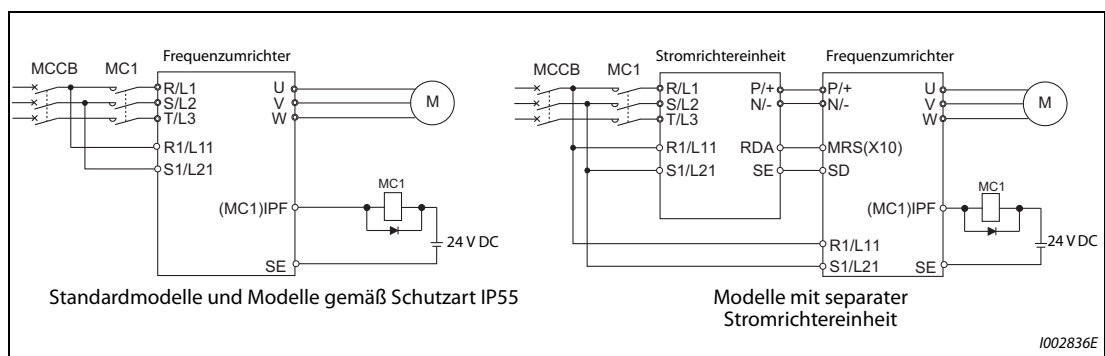 Frequenzumrichter
MCCB MC1
R/L1 U
S/L2 V
T/L3 W
M
R1/L11
S1/L21
MC1
(MC1)IPF
24 V DC
SE
Standardmodelle und Modelle gemäß Schutzart IP55
Stromrichtereinheit Frequenzumrichter
MCCB MC1
R/L1 P/+ P/+ U
S/L2 N/- N/- V
T/L3 W
M
R1/L11 RDA MRS(X10)
S1/L21 SE SD
MC1
(MC1)IPF
24 V DC
R1/L11
S1/L21 SE
Modelle mit separater
Stromrichtereinheit
I002836E